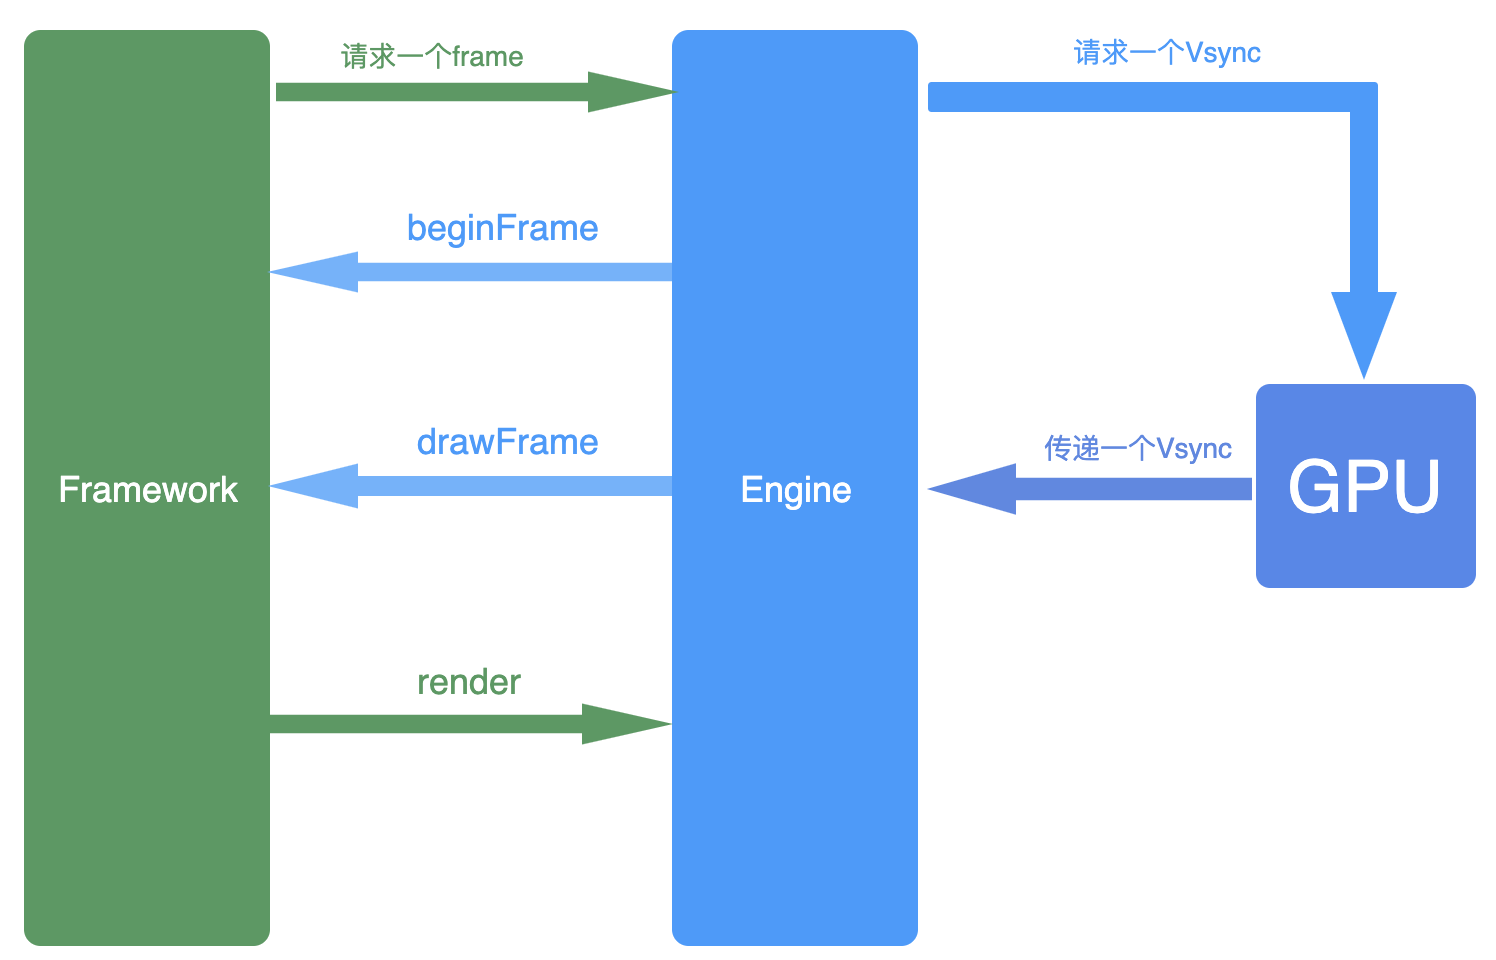 请求一个frame
请求一个Vsync
beginFrame
drawFrame
传递一个Vsync
Framework
Engine
GPU
render